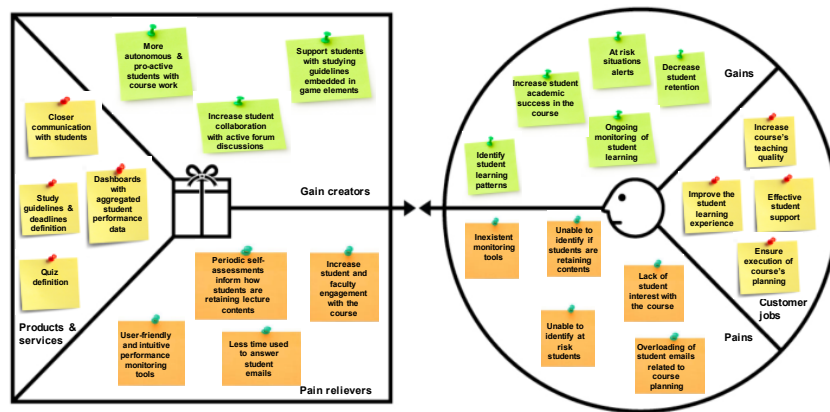 More
autonomous &
pro-active
students with
course work
Support students
with studying
guidelines
embedded in
game elements
Increase student
collaboration
with active forum
discussions
Gain creators
Closer
communication
with students
Study
guidelines &
deadlines
definition
Dashboards
with
aggregated
student
performance
data
Quiz
definition
Products &
services
Periodic self-
assessments
inform how
students are
retaining lecture
contents
Increase
student and
faculty
engagement
with the
course
User-friendly
and intuitive
performance
monitoring
tools
Less time used
to answer
student
emails
Pain relievers
At risk
situations
alerts
Gains
Decrease
student
retention
Increase student
academic
success in the
course
Ongoing
monitoring of
student
learning
Identify
student
learning
patterns
Increase
course's
teaching
quality
Improve the
student
learning
experience
Effective
student
support
Ensure
execution of
course's
planning
Customer
jobs
Inexistent
monitoring
tools
Unable to
identify if
students are
retaining
contents
Lack of
student
interest with
the course
Unable to
identify at
risk
students
Overloading of
student emails
related to
course
planning
Pains